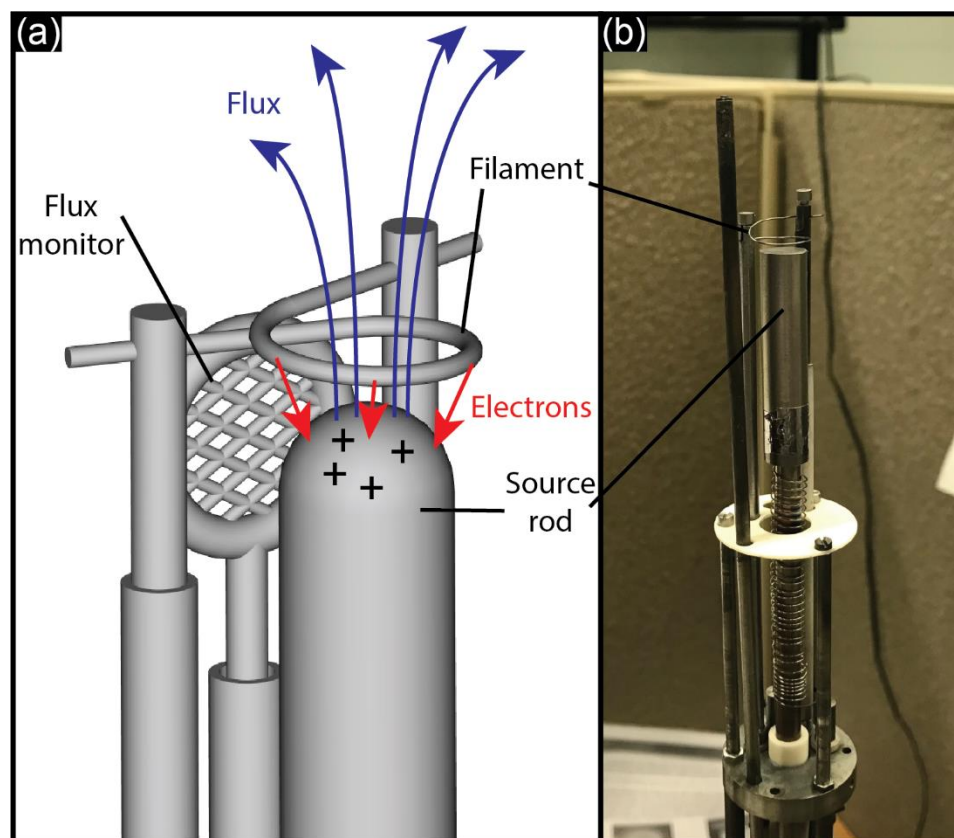 (a)
(b)
Flux
Filament
Flux
monitor
Electrons
+
+
+
+
Source
rod